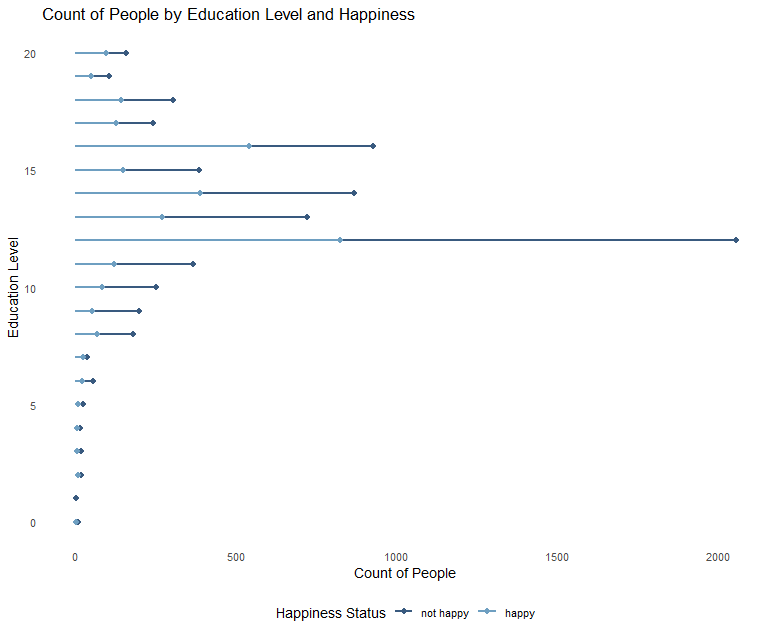 Count of People by Education Level and Happiness
20
15
10
5
0
Education Level
0 500 1000 1500 2000
Count of People
Happiness Status not happy happy